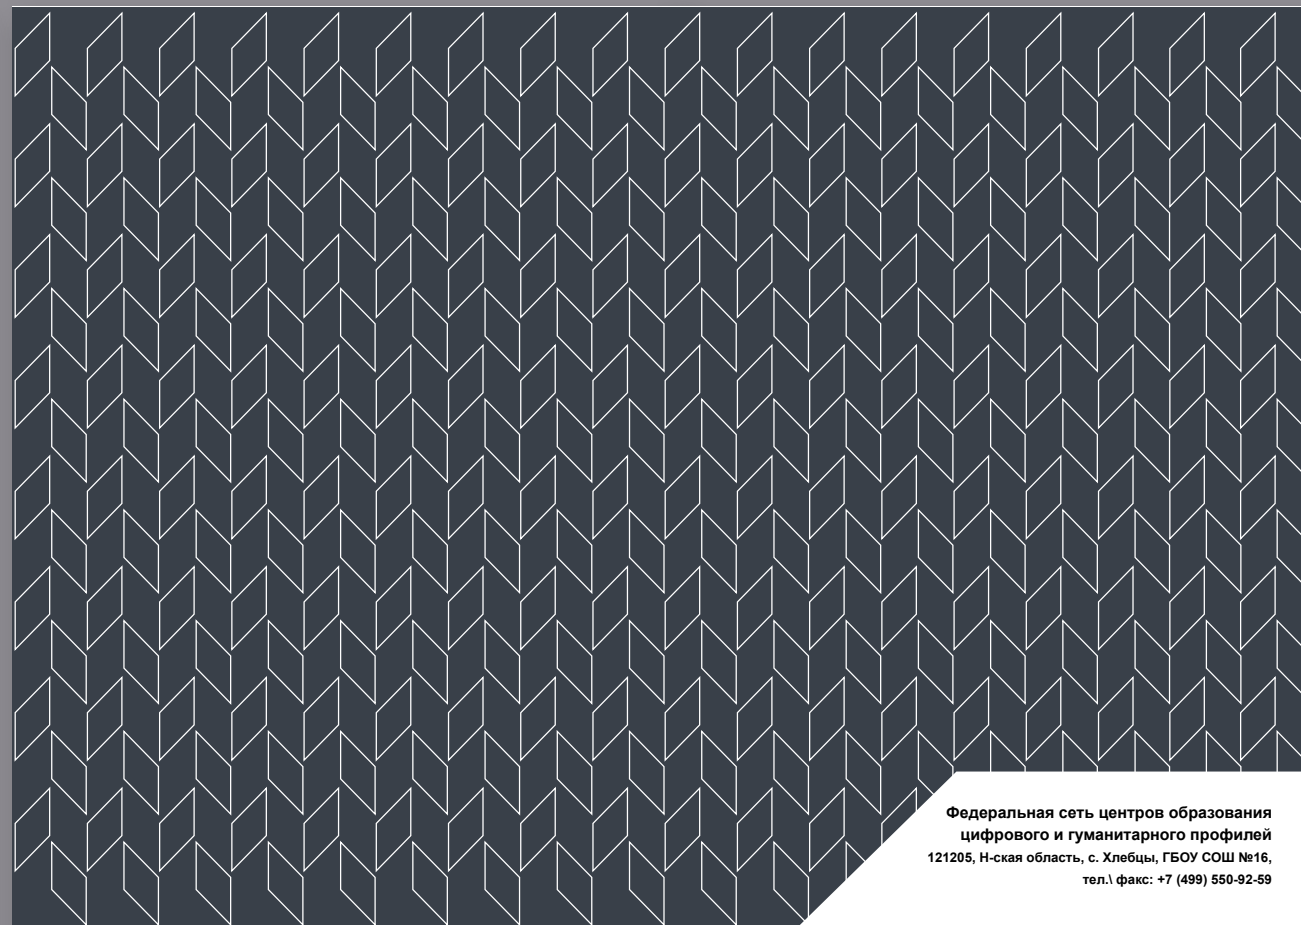 Федеральная сеть центров образования
цифрового и гуманитарного профилей
121205, Н-ская область, с. Хлебцы, ГБОУ СОШ №16,
тел.\ факс: +7 (499) 550-92-59